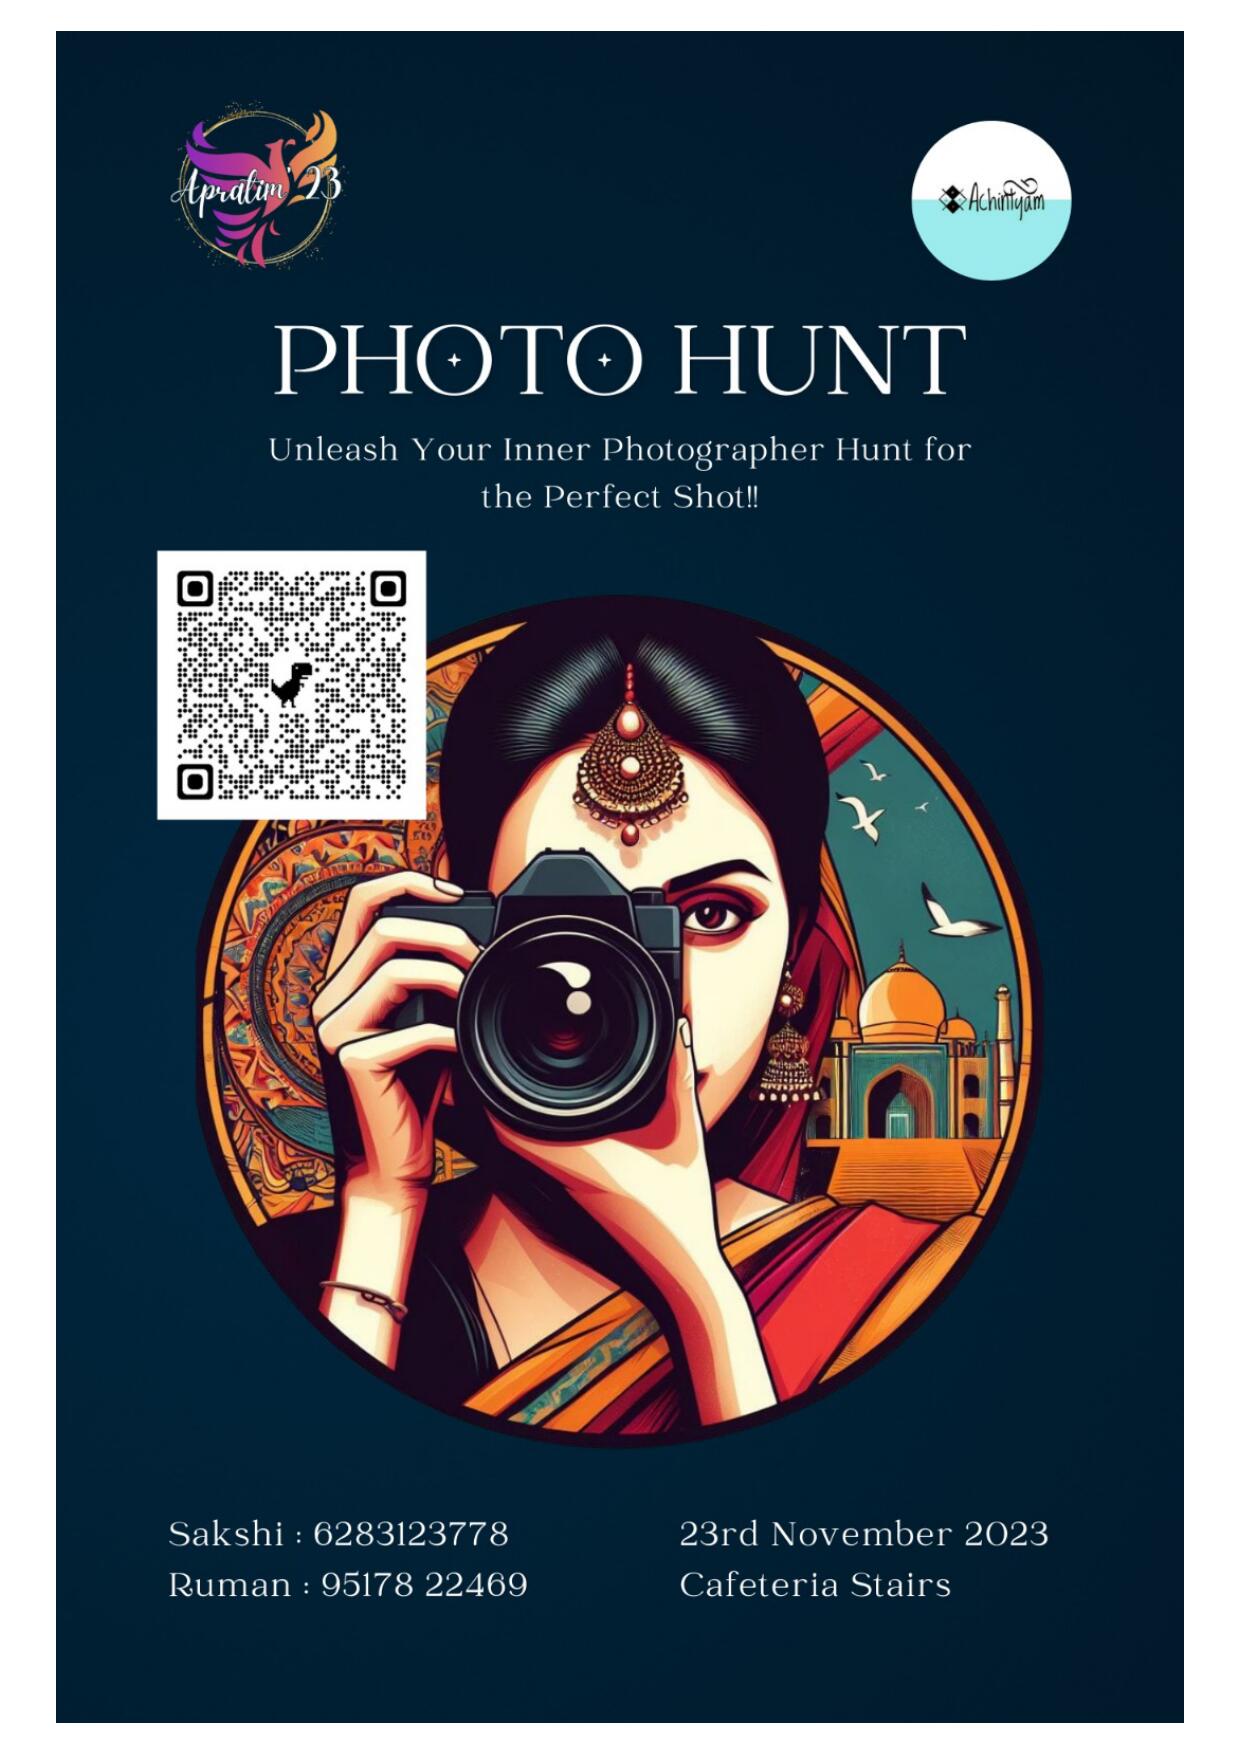 Apratim' 23
Achintyam
PHOTO HUNT
Unleash Your Inner Photographer Hunt for
the Perfect Shot!!
Sakshi : 6283123778
Ruman : 95178 22469
23rd November 2023
Cafeteria Stairs